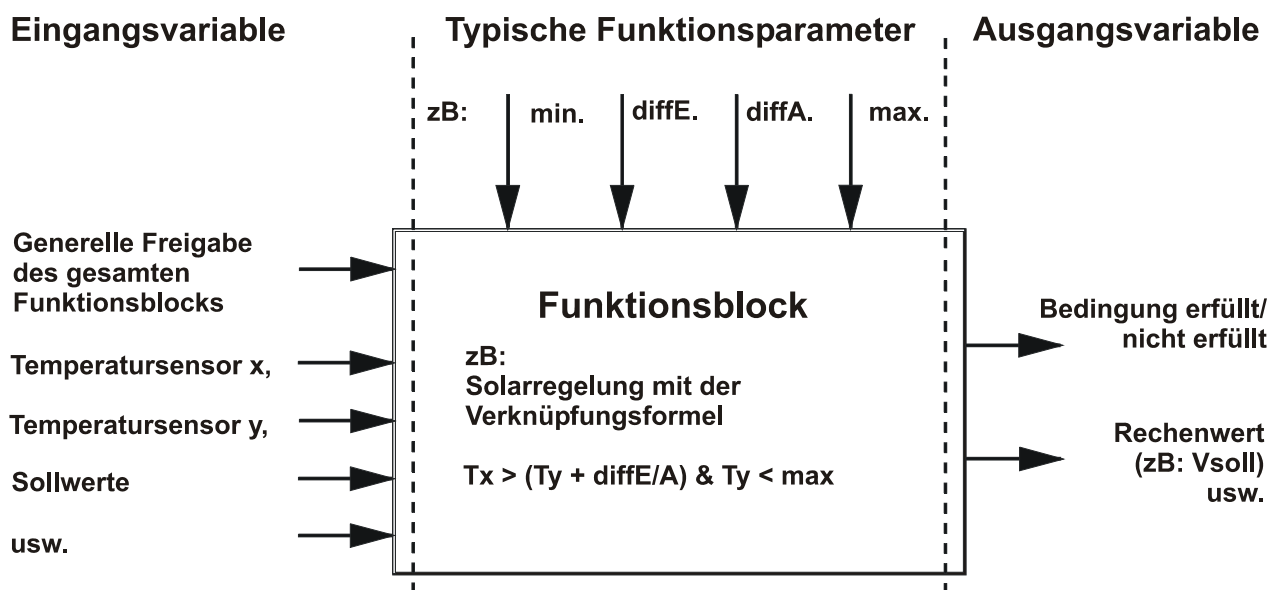 Eingangsvariable
Typische Funktionsparameter
Ausgangsvariable
zB:
min.
diffE.
diffA.
max.
Generelle Freigabe
des gesamten
Funktionsblocks
Temperatursensor x,
Temperatursensor y,
Sollwerte
usw.
Funktionsblock
zB:
Solarregelung mit der
Verknüpfungsformel
Tx > (Ty + diffE/A) & Ty < max
Bedingung erfüllt/
nicht erfüllt
Rechenwert
(zB: Vsoll)
usw.